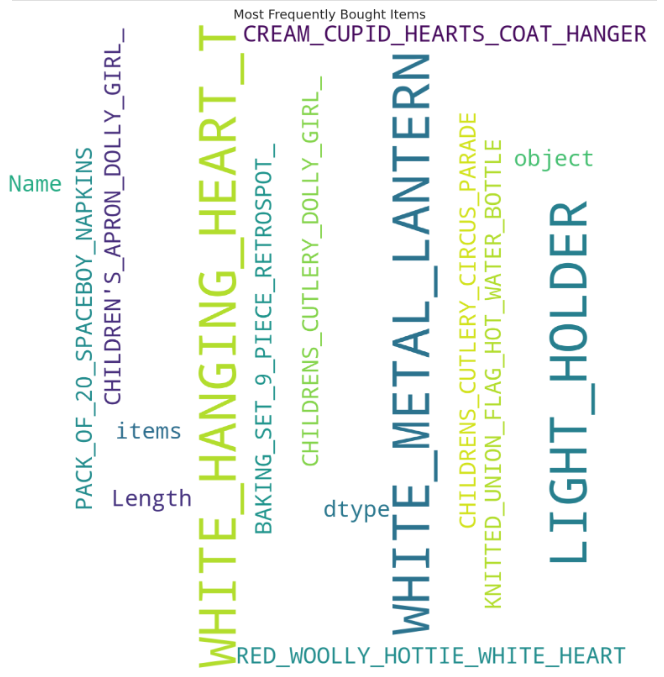 Most Frequently Bought Items
CREAM_CUPID_HEARTS_COAT_HANGER
Name
PACK_OF_20_SPACEBOY_NAPKINS
CHILDREN'S_APRON_DOLLY_GIRL_
WHITE_HANGING_HEART_T
BAKING_SET_9_PIECE_RETROSPOT_
CHILDRENS_CUTLERY_DOLLY_GIRL_
WHITE_METAL_LANTERN
CHILDRENS_CUTLERY_CIRCUS_PARADE
KNITTED_UNION_FLAG_HOT_WATER_BOTTLE
object
LIGHT_HOLDER
items
Length
dtype
RED_WOOLLY_HOTTIE_WHITE_HEART